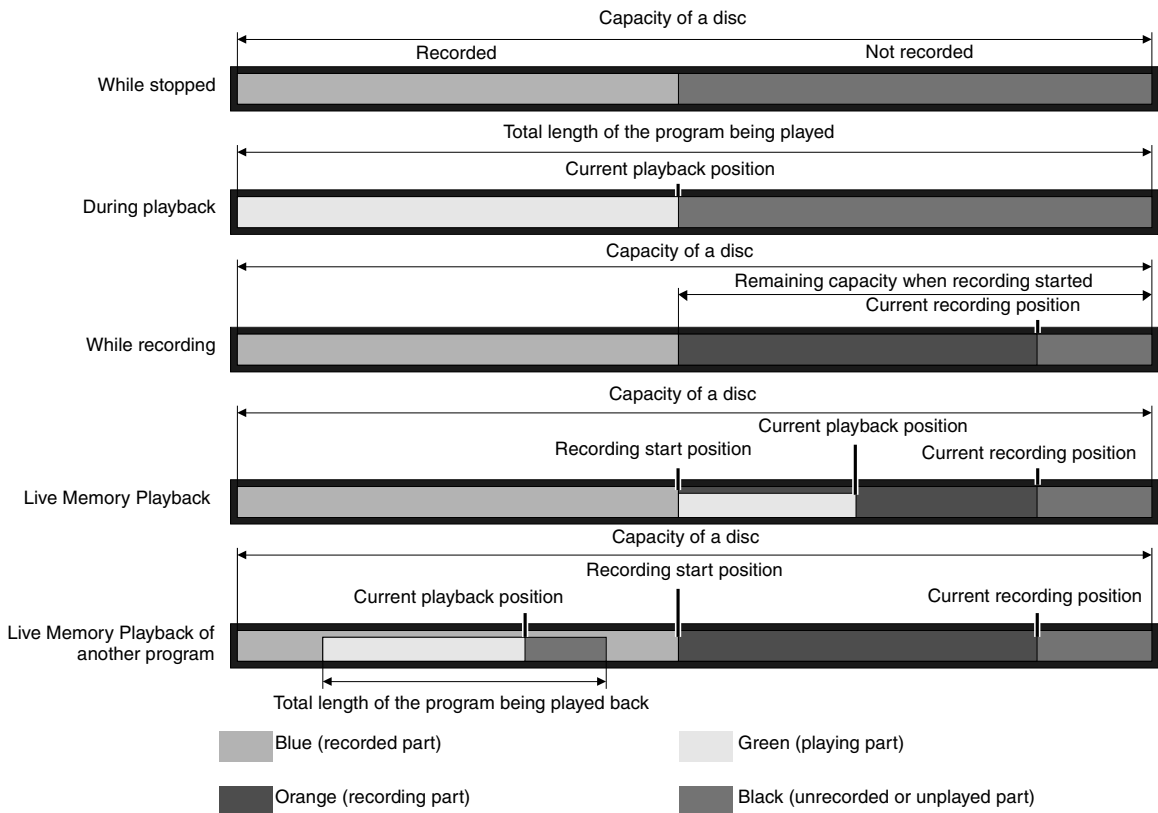 Capacity of a disc
Recorded
Not recorded
While stopped
Total length of the program being played
Current playback position
During playback
Capacity of a disc
Remaining capacity when recording started
Current recording position
While recording
Capacity of a disc
Current playback position
Recording start position
Current recording position
Live Memory Playback
Capacity of a disc
Recording start position
Current playback position
Current recording position
Live Memory Playback of
another program
Total length of the program being played back
Blue (recorded part)
Green (playing part)
Orange (recording part)
Black (unrecorded or unplayed part)